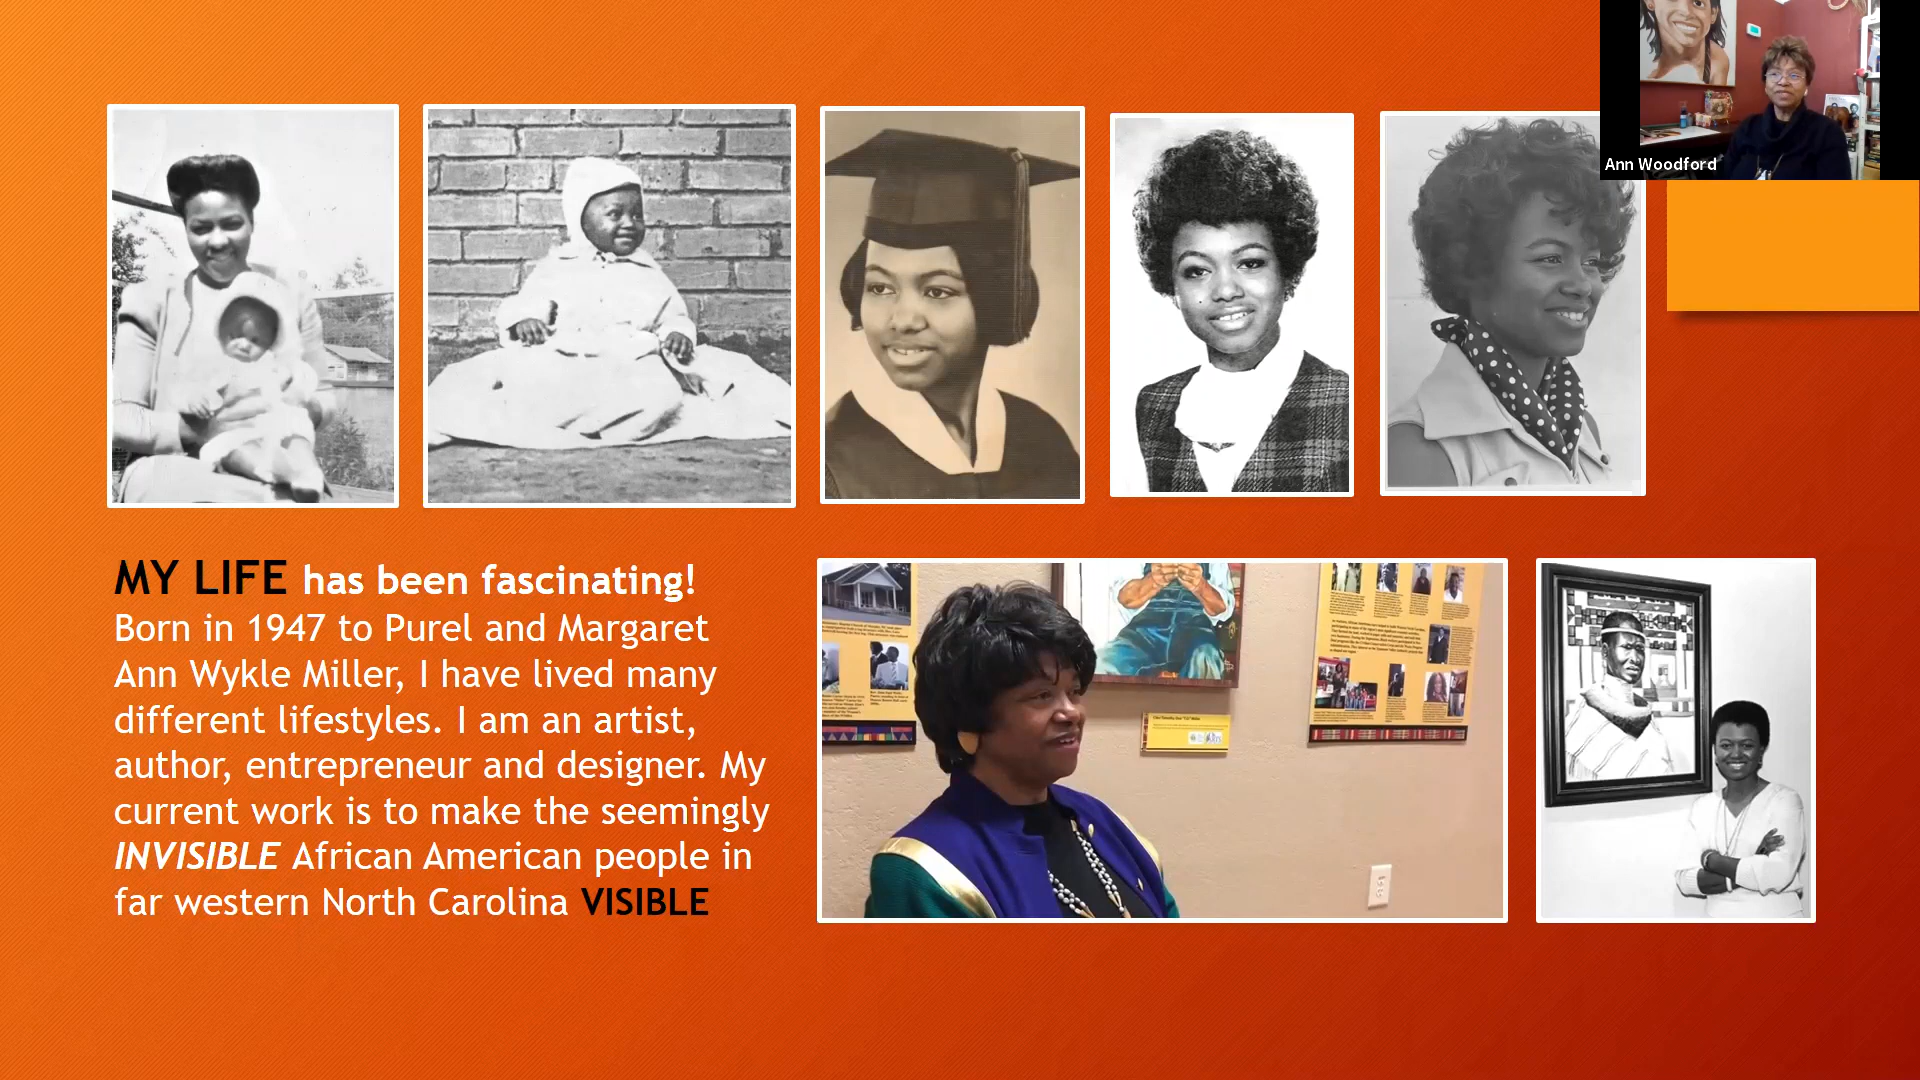 Ann Woodford
MY LIFE has been fascinating!
Born in 1947 to Purel and Margaret
Ann Wykle Miller, I have lived many
different lifestyles. I am an artist,
author, entrepreneur and designer. My
current work is to make the seemingly
INVISIBLE African American people in
far western North Carolina VISIBLE